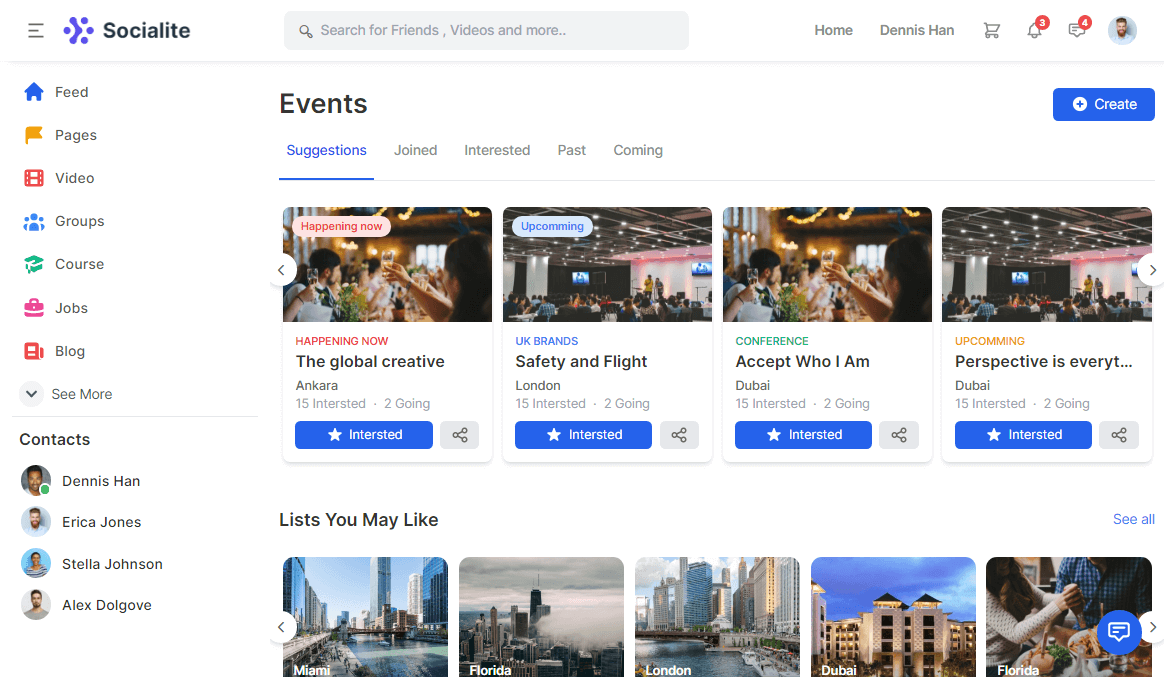 Socialite
Search for Friends , Videos and more..
Home
Dennis Han
3
4
Feed
Pages
Video
Groups
Course
Jobs
Blog
See More
Contacts
Dennis Han
Erica Jones
Stella Johnson
Alex Dolgove
Events
Create
Suggestions
Joined
Interested
Past
Coming
Happening now
HAPPENING NOW
The global creative
Ankara
15 Intersted · 2 Going
Intersted
Upcomming
UK BRANDS
Safety and Flight
London
15 Intersted · 2 Going
Intersted
CONFERENCE
Accept Who I Am
Dubai
15 Intersted · 2 Going
Intersted
UPCOMMING
Perspective is everyt...
Dubai
15 Intersted · 2 Going
Intersted
Lists You May Like
See all
Miami
Florida
London
Dubai
Florida